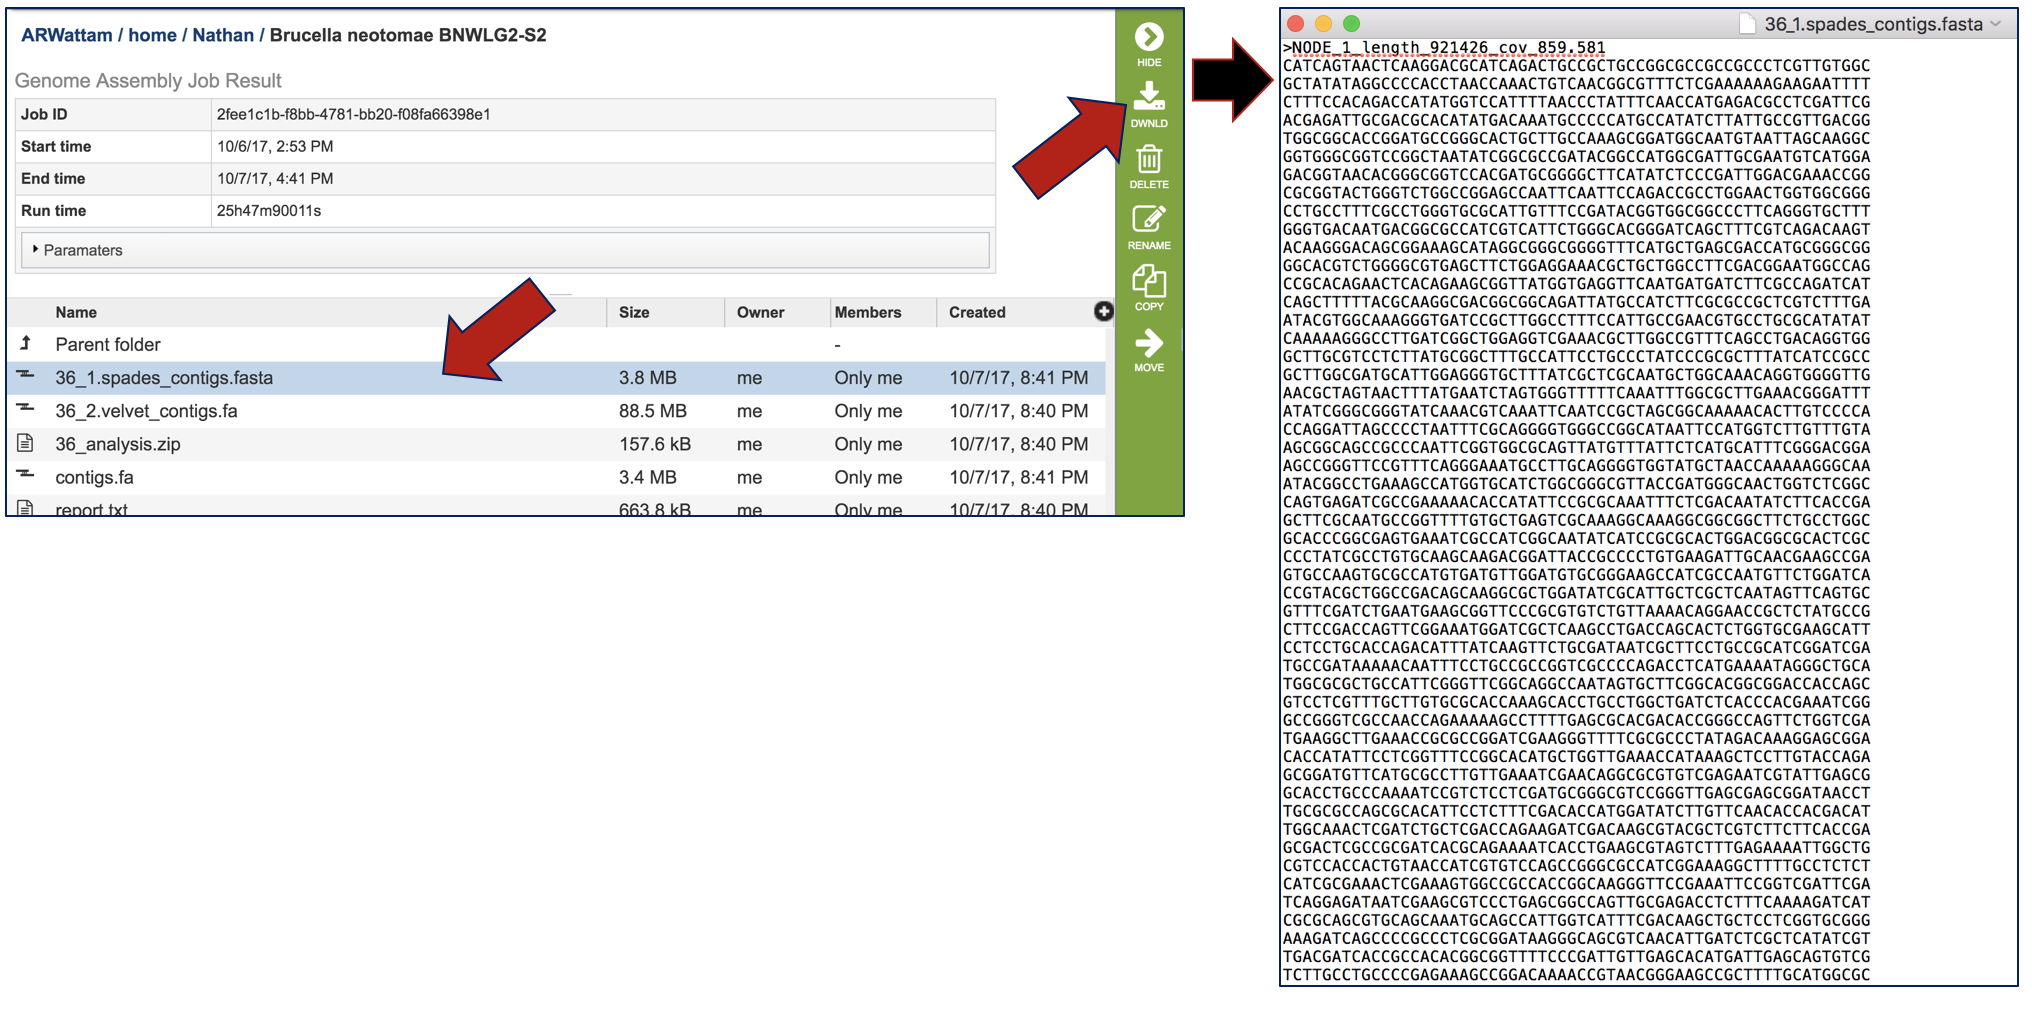 ARWattam / home / Nathan / Brucella neotomae BNWLG2-S2
Genome Assembly Job Result
Job ID 2fee1c1b-f8bb-4781-bb20-f08fa66398e1
Start time 10/6/17, 2:53 PM
End time 10/7/17, 4:41 PM
Run time 25h47m90011s
Paramaters
Name Size Owner Members Created
Parent folder -
36_1.spades_contigs.fasta 3.8 MB me Only me 10/7/17, 8:41 PM
36_2.velvet_contigs.fa 88.5 MB me Only me 10/7/17, 8:40 PM
36_analysis.zip 157.6 kB me Only me 10/7/17, 8:40 PM
contigs.fa 3.4 MB me Only me 10/7/17, 8:41 PM
report.txt 663.8 kB me Only me 10/7/17, 8:40 PM
HIDE
DWNLD
DELETE
RENAME
COPY
MOVE
36_1.spades_contigs.fasta
>NODE_1_length_921426_cov_859.581
CATCAGTAACTCAAGGACGCATCAGACTGCCGCTGCCGGCGCCGCCGCCCTCGTTGTGGC
GCTATATAGGCCCCACCTAACCAAACTGTCAACGGCGTTTCTCGAAAAAAGAAGAATTTT
CTTTCCACAGACCATATGGTCCATTTTAACCCTATTTCAACCATGAGACGCCTCGATTCG
ACGAGATTGCGACGCACATATGACAAATGCCCCCATGCCATATCTTATTGCCGTTGACGG
TGGCGGCACCGGATGCCGGGCACTGCTTGCCAAAGCGGATGGCAATGTAATTAGCAAGGC
GGTGGGCGGTCCGGCTAATATCGGCGCCGATACGGCCATGGCGATTGCGAATGTCATGGA
GACGGTAACACGGGCGGTCCACGATGCGGGGCTTCATATCTCCCGATTGGACGAAACCGG
CGCGGTACTGGGTCTGGCCGGAGCCAATTCAATTCCAGACCGCCTGGAACTGGTGGCGGG
CCTGCCTTTCGCCTGGGTGCGCATTGTTTCCGATACGGTGGCGGCCCTTCAGGGTGCTTT
GGGTGACAATGACGGCGCCATCGTCATTCTGGGCACGGGATCAGCTTTCGTCAGACAAGT
ACAAGGGACAGCGGAAAGCATAGGCGGGCGGGGTTTCATGCTGAGCGACCATGCGGGCGG
GGCACGTCTGGGGCGTGAGCTTCTGGAGGAAACGCTGCTGGCCTTCGACGGAATGGCCAG
CCGCACAGAACTCACAGAAGCGGTTATGGTGAGGTTCAATGATGATCTTCGCCAGATCAT
CAGCTTTTTACGCAAGGCGACGGCGGCAGATTATGCCATCTTCGCGCCGCTCGTCTTTGA
ATACGTGGCAAAGGGTGATCCGCTTGGCCTTTCCATTGCCGAACGTGCCTGCGCATATAT
CAAAAAGGGCCTTGATCGGCTGGAGGTCGAAACGCTTGGCCGTTTCAGCCTGACAGGTGG
GCTTGCGTCCTCTTATGCGGCTTTGCCATTCCTGCCCTATCCCGCGCTTTATCATCCGCC
GCTTGGCGATGCATTGGAGGGTGCTTTATCGCTCGCAATGCTGGCAAACAGGTGGGGTTG
AACGCTAGTAACTTTATGAATCTAGTGGGTTTTTCAAATTTGGCGCTTGAAACGGGATTT
ATATCGGGCGGGTATCAAACGTCAAATTCAATCCGCTAGCGGCAAAAACACTTGTCCCCA
CCAGGATTAGCCCCTAATTTCGCAGGGGTGGGCCGGCATAATTCCATGGTCTTGTTTGTA
AGCGGCAGCCGCCCAATTCGGTGGCGCAGTTATGTTTATTCTCATGCATTTCGGGACGGA
AGCCGGGTTCCGTTTCAGGGAAATGCCTTGCAGGGGTGGTATGCTAACCAAAAAGGGCAA
ATACGGCCTGAAAGCCATGGTGCATCTGGCGGGCGTTACCGATGGGCAACTGGTCTCGGC
CAGTGAGATCGCCGAAAAACACCATATTCCGCGCAAATTTCTCGACAATATCTTCACCGA
GCTTCGCAATGCCGGTTTTGTGCTGAGTCGCAAAGGCAAAGGCGGCGGCTTCTGCCTGGC
GCACCCGGCGAGTGAAATCGCCATCGGCAATATCATCCGCGCACTGGACGGCGCACTCGC
CCCTATCGCCTGTGCAAGCAAGACGGATTACCGCCCCTGTGAAGATTGCAACGAAGCCGA
GTGCCAAGTGCGCCATGTGATGTTGGATGTGCGGGAAGCCATCGCCAATGTTCTGGATCA
CCGTACGCTGGCCGACAGCAAGGCGCTGGATATCGCATTGCTCGCTCAATAGTTCAGTGC
GTTTCGATCTGAATGAAGCGGTTCCCGCGTGTCTGTTAAAACAGGAACCGCTCTATGCCG
CTTCCGACCAGTTCGGAAATGGATCGCTCAAGCCTGACCAGCACTCTGGTGCGAAGCATT
CCTCCTGCACCAGACATTTATCAAGTTCTGCGATAATCGCTTCCTGCCGCATCGGATCGA
TGCCGATAAAAACAATTTCCTGCCGCCGGTCGCCCCAGACCTCATGAAAATAGGGCTGCA
TGGCGCGCTGCCATTCGGGTTCGGCAGGCCAATAGTGCTTCGGCACGGCGGACCACCAGC
GTCCTCGTTTGCTTGTGCGCACCAAAGCACCTGCCTGGCTGATCTCACCCACGAAATCGG
GCCGGGTCGCCAACCAGAAAAAGCCTTTTGAGCGCACGACACCGGGCCAGTTCTGGTCGA
TGAAGGCTTGAAACCGCGCCGGATCGAAGGGTTTTCGCGCCCTATAGACAAAGGAGCGGA
CACCATATTCCTCGGTTTCCGGCACATGCTGGTTGAAACCATAAAGCTCCTTGTACCAGA
GCGGATGTTCATGCGCCTTGTTGAAATCGAACAGGCGCGTGTCGAGAATCGTATTGAGCG
GCACCTGCCCAAAATCCGTCTCCTCGATGCGGGCGTCCGGGTTGAGCGAGCGGATAACCT
TGCGCGCCAGCGCACATTCCTCTTTCGACACCATGGATATCTTGTTCAACACCACGACAT
TGGCAAACTCGATCTGCTCGACCAGAAGATCGACAAGCGTACGCTCGTCTTCTTCACCGA
GCGACTCGCCGCGATCACGCAGAAAATCACCTGAAGCGTAGTCTTTGAGAAAATTGGCTG
CGTCCACCACTGTAACCATCGTGTCCAGCCGGGCGCCATCGGAAAGGCTTTTGCCTCTCT
CATCGCGAAACTCGAAAGTGGCCGCCACCGGCAAGGGTTCCGAAATTCCGGTCGATTCGA
TCAGGAGATAATCGAAGCGTCCCTGAGCGGCCAGTTGCGAGACCTCTTTCAAAAGATCAT
CGCGCAGCGTGCAGCAAATGCAGCCATTGGTCATTTCGACAAGCTGCTCCTCGGTGCGGG
AAAGATCAGCCCCGCCCTCGCGGATAAGGGCAGCGTCAACATTGATCTCGCTCATATCGT
TGACGATCACCGCCACACGGCGGTTTTCCCGATTGTTGAGCACATGATTGAGCAGTGTCG
TCTTGCCTGCCCCGAGAAAGCCGGACAAAACCGTAACGGGAAGCCGCTTTTGCATGGCGC